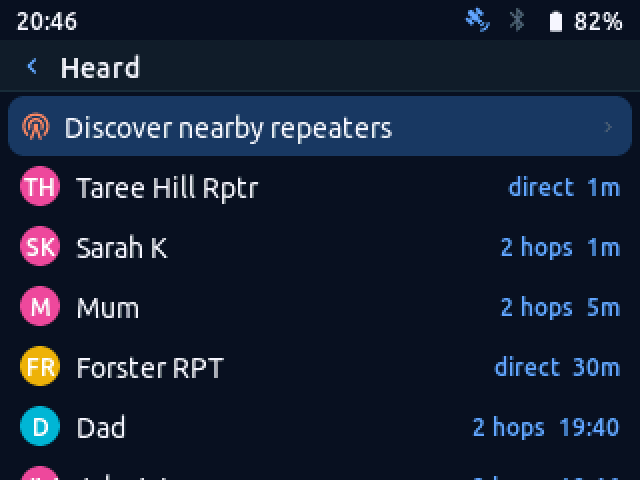 20:46 82%
Heard
Discover nearby repeaters
TH Taree Hill Rptr direct 1m
SK Sarah K 2 hops 1m
M Mum 2 hops 5m
FR Forster RPT direct 30m
D Dad 2 hops 19:40